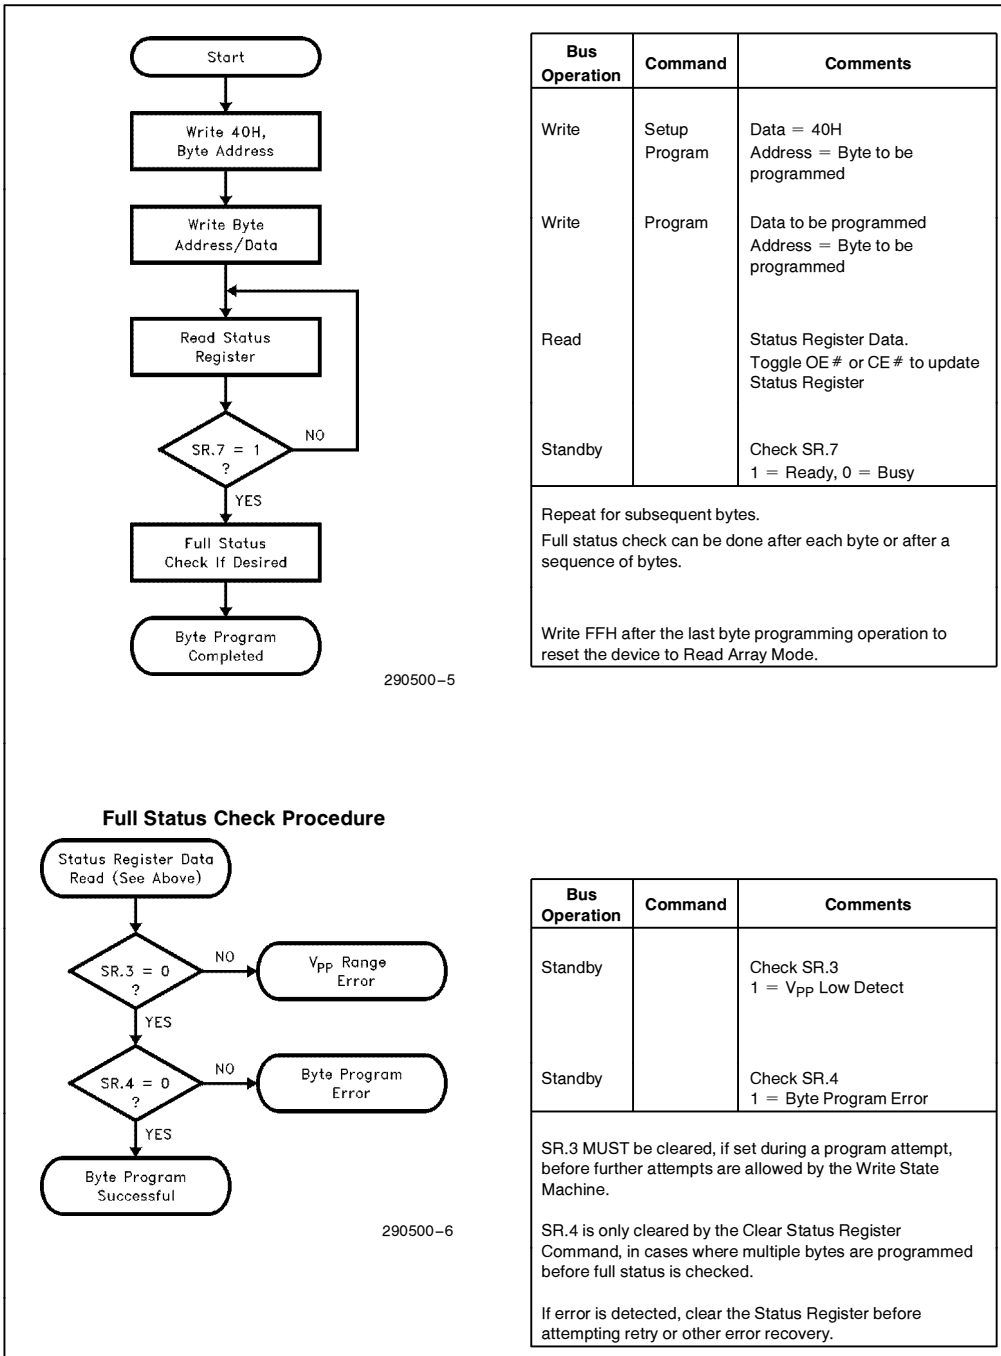 Start
Write 40H,
Byte Address
Write Byte
Address/Data
Read Status
Register
SR.7 = 1
?
NO
YES
Full Status
Check If Desired
Byte Program
Completed
290500-5
Bus
Operation
Command
Comments
Write
Setup
Program
Data = 40H
Address = Byte to be
programmed
Write
Program
Data to be programmed
Address = Byte to be
programmed
Read
Status Register Data.
Toggle OE# or CE# to update
Status Register
Standby
Check SR.7
1 = Ready, 0 = Busy
Repeat for subsequent bytes.
Full status check can be done after each byte or after a
sequence of bytes.
Write FFH after the last byte programming operation to
reset the device to Read Array Mode.
Full Status Check Procedure
Status Register Data
Read (See Above)
SR.3 = 0
?
NO
VPP Range
Error
YES
SR.4 = 0
?
NO
Byte Program
Error
YES
Byte Program
Successful
290500-6
Bus
Operation
Command
Comments
Standby
Check SR.3
1 = VPP Low Detect
Standby
Check SR.4
1 = Byte Program Error
SR.3 MUST be cleared, if set during a program attempt,
before further attempts are allowed by the Write State
Machine.
SR.4 is only cleared by the Clear Status Register
Command, in cases where multiple bytes are programmed
before full status is checked.
If error is detected, clear the Status Register before
attempting retry or other error recovery.